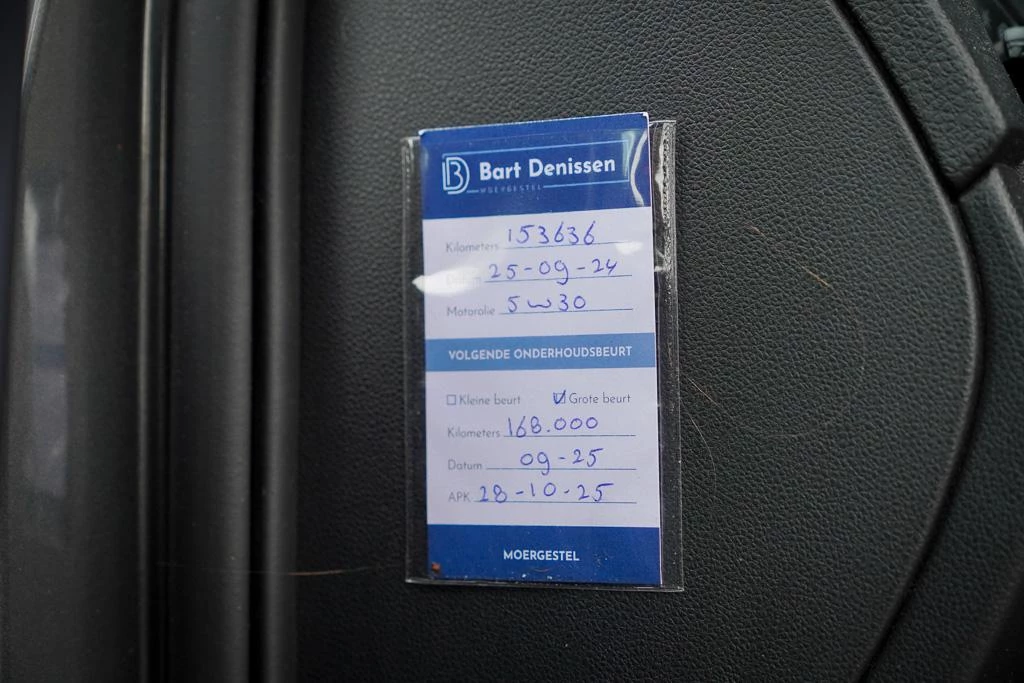 Bart Denissen
MOERGESTEL
Kilometers 153636
25-09-24
Motorolie 5w30
VOLGENDE ONDERHOUDSBEURT
Kleine beurt Grote beurt
Kilometers 168.000
Datum 09-25
APK 28-10-25
MOERGESTEL